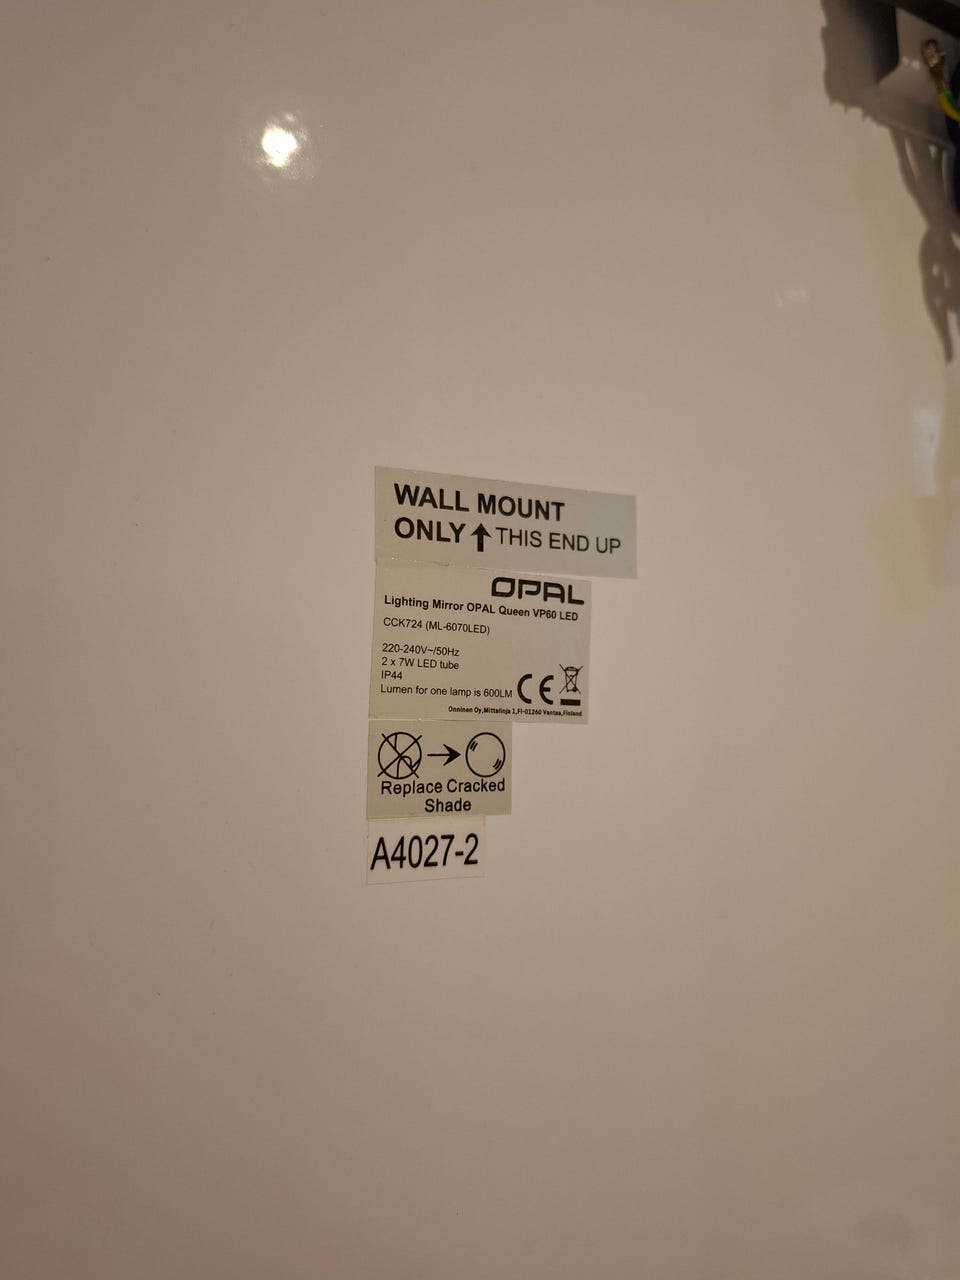 WALL MOUNT
ONLY ↑ THIS END UP
OPAL
Lighting Mirror OPAL Queen VP60 LED
CCK724 (ML-6070LED)
220-240V~/50Hz
2 x 7W LED tube
IP44
Lumen for one lamp is 600LM
CE
Onninen Oy,Mittalinja 1,FI-01260 Vantaa,Finland
Replace Cracked
Shade
A4027-2